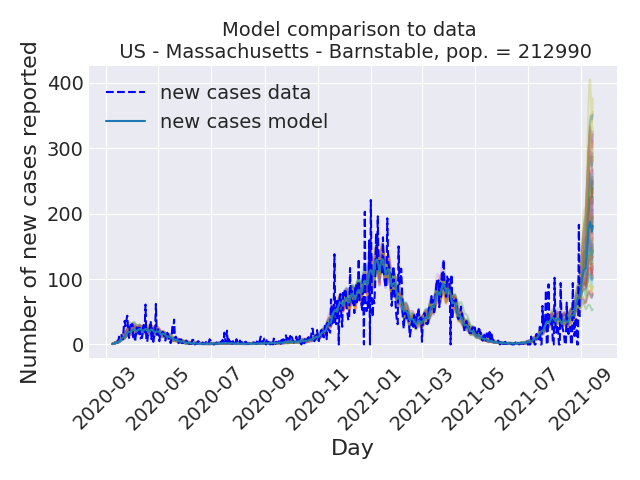 Model comparison to data
US - Massachusetts - Barnstable, pop. = 212990
new cases data
new cases model
Number of new cases reported
400
300
200
100
0
2020-03
2020-05
2020-07
2020-09
2020-11
2021-01
2021-03
2021-05
2021-07
2021-09
Day